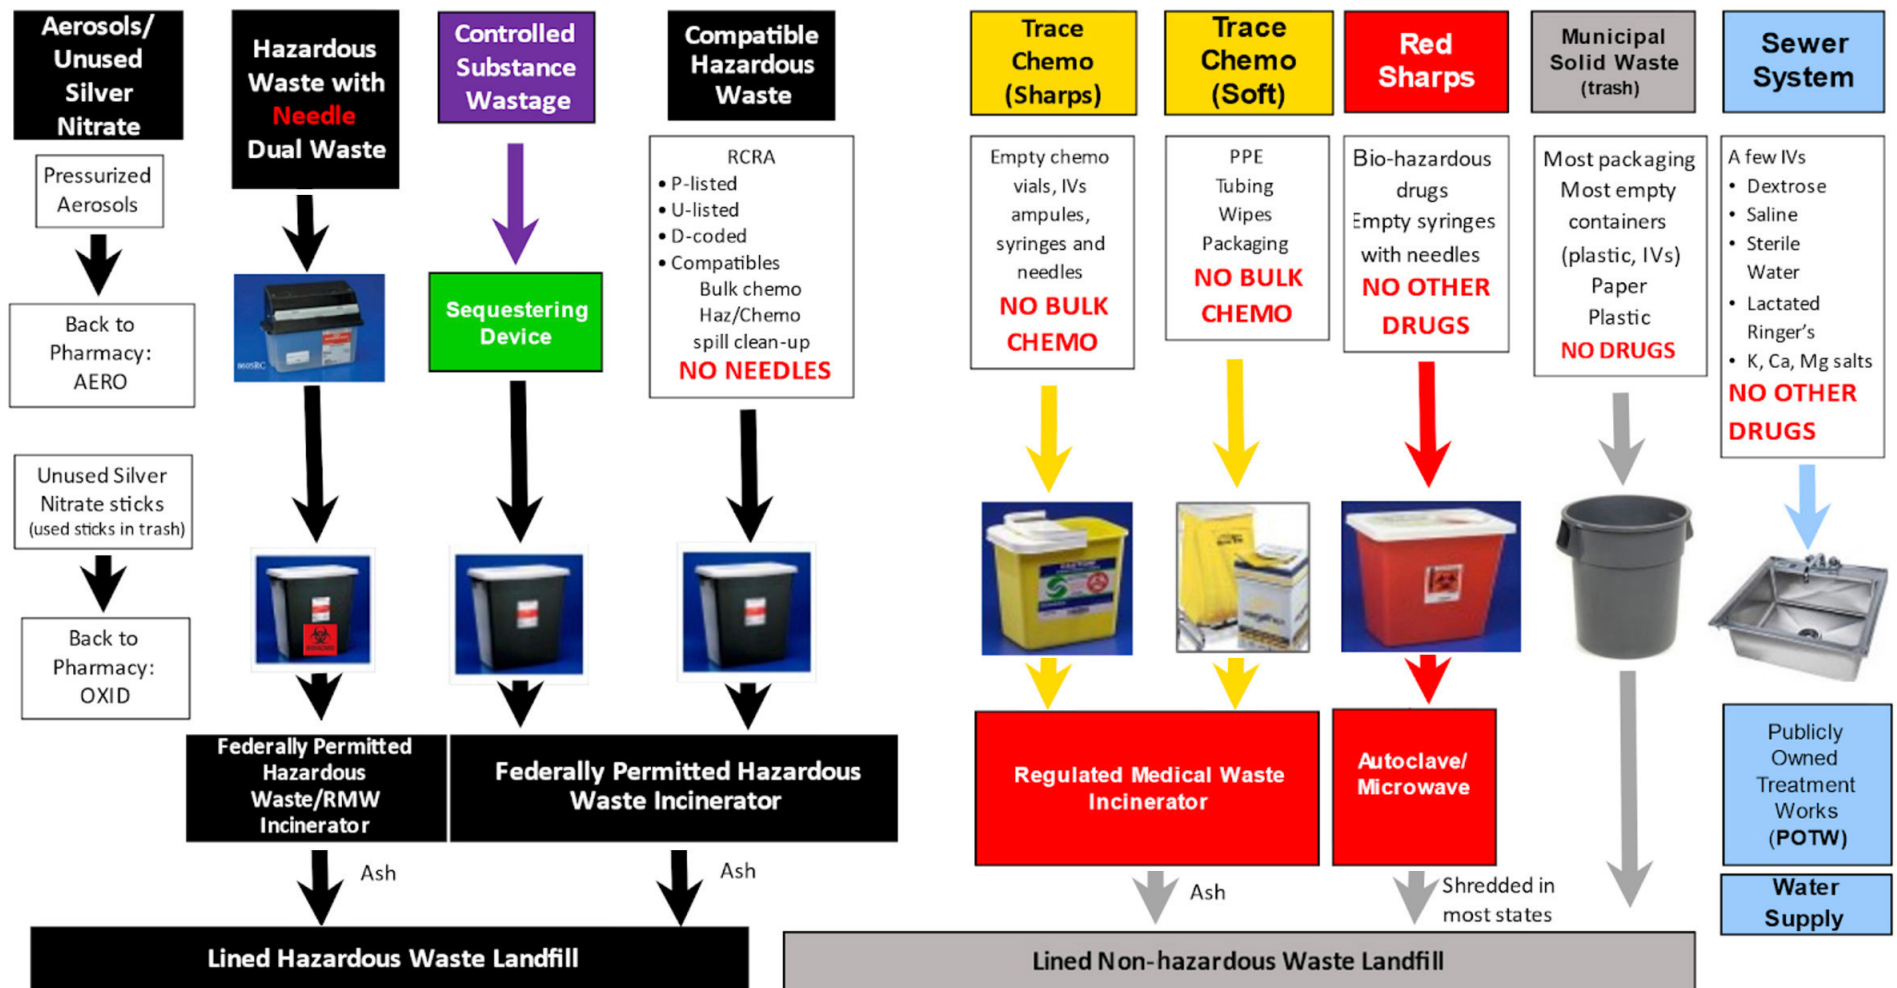 Aerosols/
Unused
Silver
Nitrate
Pressurized
Aerosols
Back to
Pharmacy:
AERO
Unused Silver
Nitrate sticks
(used sticks in trash)
Back to
Pharmacy:
OXID
Hazardous
Waste with
Needle
Dual Waste
8605RC
Federally Permitted
Hazardous
Waste/RMW
Incinerator
Ash
Controlled
Substance
Wastage
Sequestering
Device
Compatible
Hazardous
Waste
RCRA
• P-listed
• U-listed
• D-coded
• Compatibles
Bulk chemo
Haz/Chemo
spill clean-up
NO NEEDLES
Federally Permitted Hazardous
Waste Incinerator
Ash
Lined Hazardous Waste Landfill
Trace
Chemo
(Sharps)
Empty chemo
vials, IVs
ampules,
syringes and
needles
NO BULK
CHEMO
Trace
Chemo
(Soft)
PPE
Tubing
Wipes
Packaging
NO BULK
CHEMO
Regulated Medical Waste
Incinerator
Ash
Red
Sharps
Bio-hazardous
drugs
Empty syringes
with needles
NO OTHER
DRUGS
Autoclave/
Microwave
Shredded in
most states
Municipal
Solid Waste
(trash)
Most packaging
Most empty
containers
(plastic, IVs)
Paper
Plastic
NO DRUGS
Lined Non-hazardous Waste Landfill
Sewer
System
A few IVs
• Dextrose
• Saline
• Sterile
Water
• Lactated
Ringer's
• K, Ca, Mg salts
NO OTHER
DRUGS
Publicly
Owned
Treatment
Works
(POTW)
Water
Supply